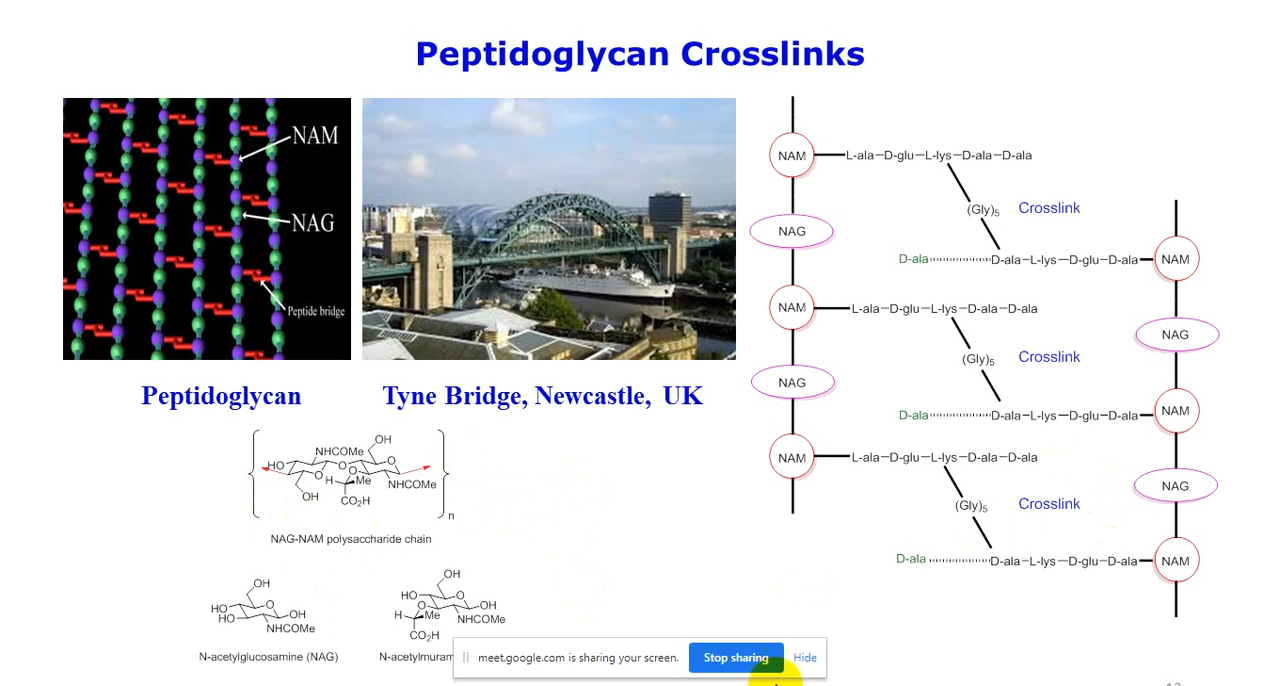 Peptidoglycan Crosslinks
NAM
NAG
Peptide bridge
Peptidoglycan
Tyne Bridge, Newcastle, UK
NHCOMe
OH
HO
O
O
O
H
Me
NHCOMe
OH
CO2H
n
NAG-NAM polysaccharide chain
OH
HO
HO
O
OH
NHCOMe
N-acetylglucosamine (NAG)
OH
HO
O
O
OH
H
Me
NHCOMe
CO2H
N-acetylmuram
NAM
L-ala–D-glu–L-lys–D-ala–D-ala
(Gly)5
Crosslink
NAG
D-ala
D-ala–L-lys–D-glu–D-ala
NAM
NAM
L-ala–D-glu–L-lys–D-ala–D-ala
NAG
(Gly)5
Crosslink
NAG
D-ala
D-ala–L-lys–D-glu–D-ala
NAM
NAM
L-ala–D-glu–L-lys–D-ala–D-ala
NAG
(Gly)5
Crosslink
D-ala
D-ala–L-lys–D-glu–D-ala
NAM
meet.google.com is sharing your screen.
Stop sharing
Hide